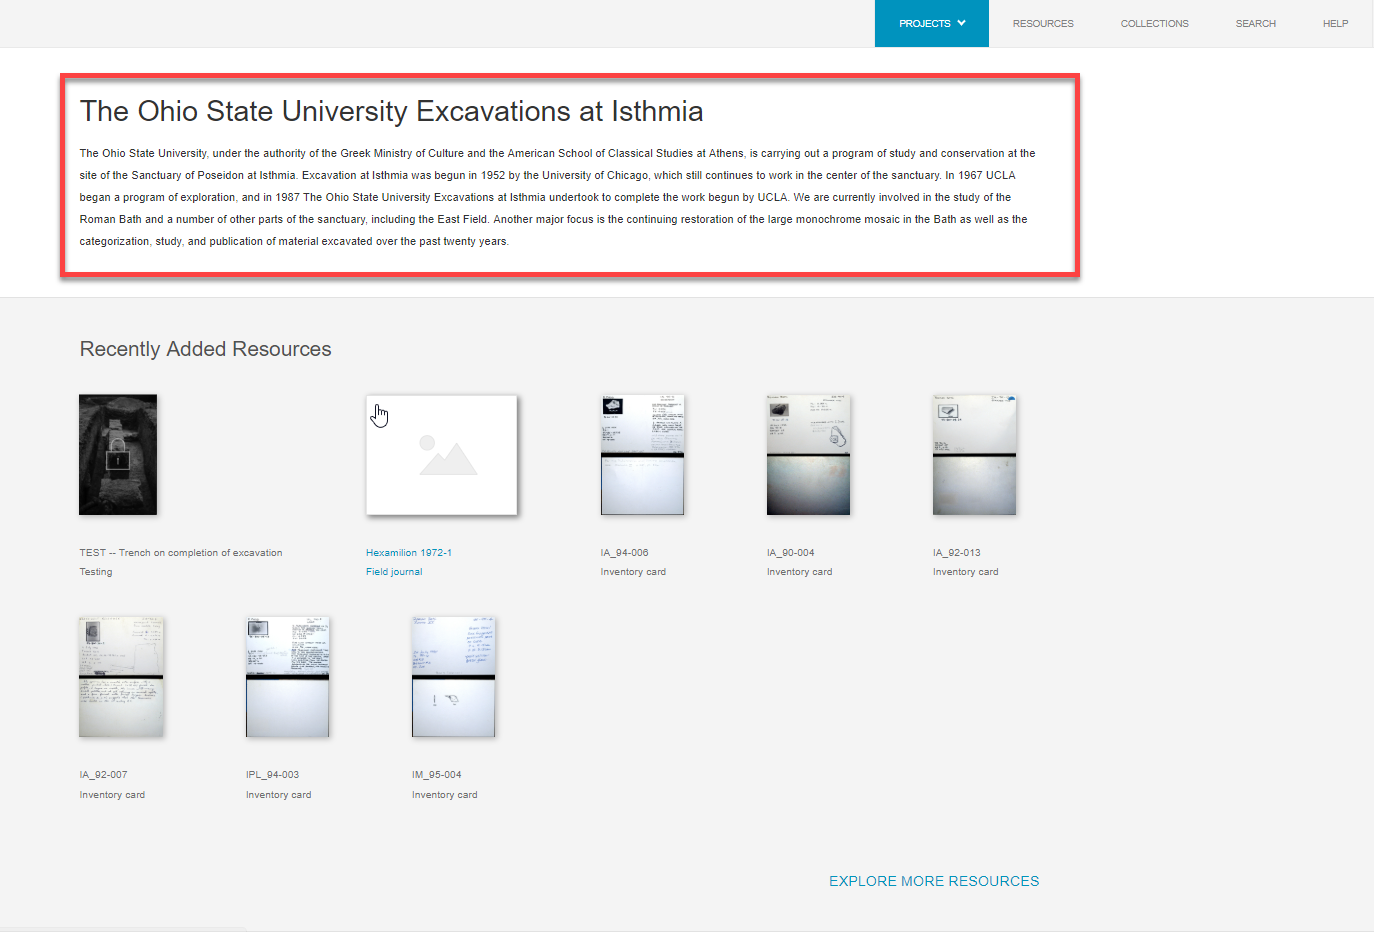 PROJECTS RESOURCES COLLECTIONS SEARCH HELP
The Ohio State University Excavations at Isthmia
The Ohio State University, under the authority of the Greek Ministry of Culture and the American School of Classical Studies at Athens, is carrying out a program of study and conservation at the
site of the Sanctuary of Poseidon at Isthmia. Excavation at Isthmia was begun in 1952 by the University of Chicago, which still continues to work in the center of the sanctuary. In 1967 UCLA
began a program of exploration, and in 1987 The Ohio State University Excavations at Isthmia undertook to complete the work begun by UCLA. We are currently involved in the study of the
Roman Bath and a number of other parts of the sanctuary, including the East Field. Another major focus is the continuing restoration of the large monochrome mosaic in the Bath as well as the
categorization, study, and publication of material excavated over the past twenty years.
Recently Added Resources
TEST -- Trench on completion of excavation
Testing
Hexamilion 1972-1
Field journal
IA_94-006
Inventory card
IA_90-004
Inventory card
IA_92-013
Inventory card
IA_92-007
Inventory card
IPL_94-003
Inventory card
IM_95-004
Inventory card
EXPLORE MORE RESOURCES